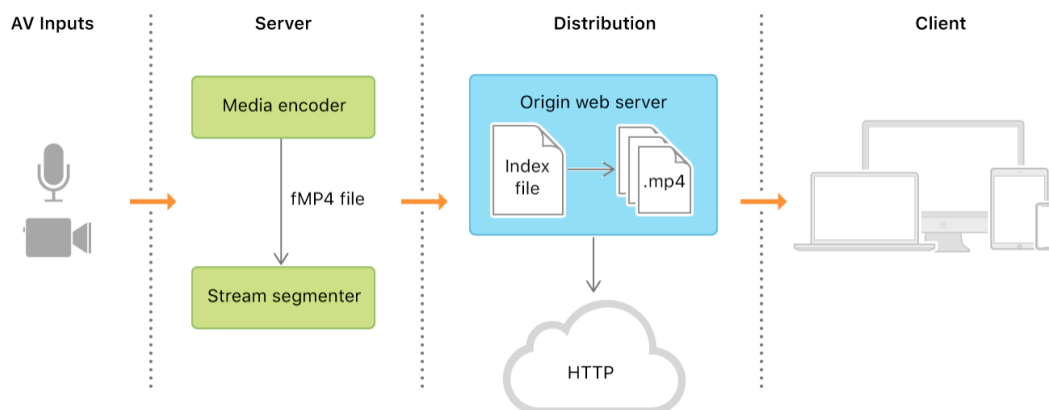 AV Inputs
Server
Distribution
Client
Media encoder
fMP4 file
Stream segmenter
Origin web server
Index
file
.mp4
HTTP